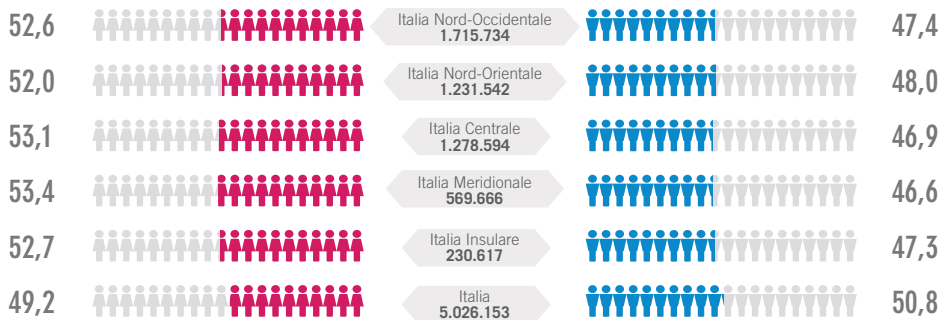 52,6 Italia Nord-Occidentale 47,4
1.715.734
52,0 Italia Nord-Orientale 48,0
1.231.542
53,1 Italia Centrale 46,9
1.278.594
53,4 Italia Meridionale 46,6
569.666
52,7 Italia Insulare 47,3
230.617
49,2 Italia 50,8
5.026.153